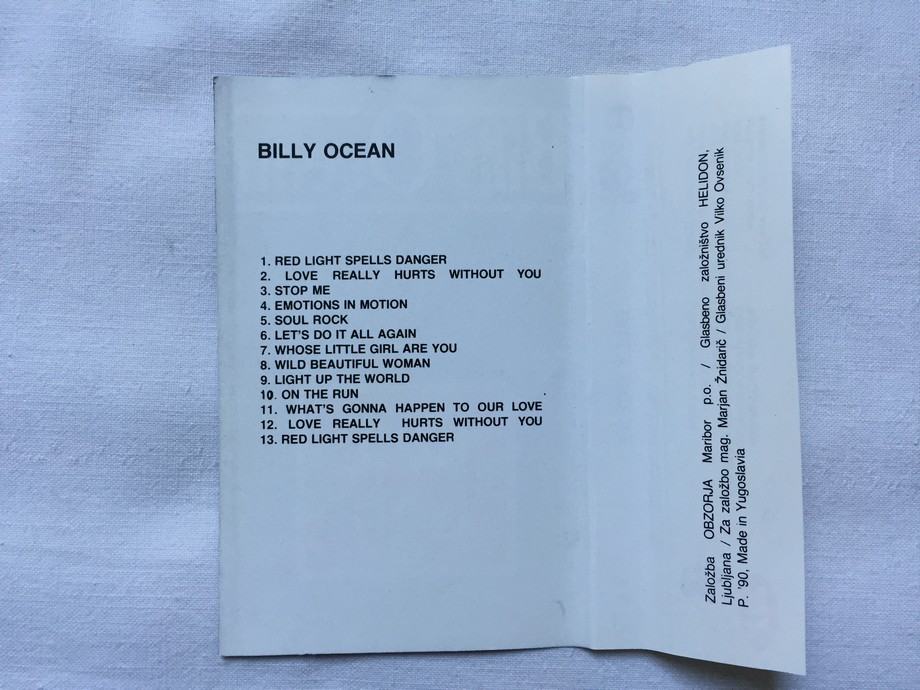 BILLY OCEAN
1. RED LIGHT SPELLS DANGER
2. LOVE REALLY HURTS WITHOUT YOU
3. STOP ME
4. EMOTIONS IN MOTION
5. SOUL ROCK
6. LET'S DO IT ALL AGAIN
7. WHOSE LITTLE GIRL ARE YOU
8. WILD BEAUTIFUL WOMAN
9. LIGHT UP THE WORLD
10. ON THE RUN
11. WHAT'S GONNA HAPPEN TO OUR LOVE
12. LOVE REALLY HURTS WITHOUT YOU
13. RED LIGHT SPELLS DANGER
Založba OBZORJA Maribor p.o. / Glasbeno založništvo HELIDON,
Ljubljana / Za založbo mag. Marjan Žnidarič / Glasbeni urednik Vilko Ovsenik
P. '90, Made in Yugoslavia